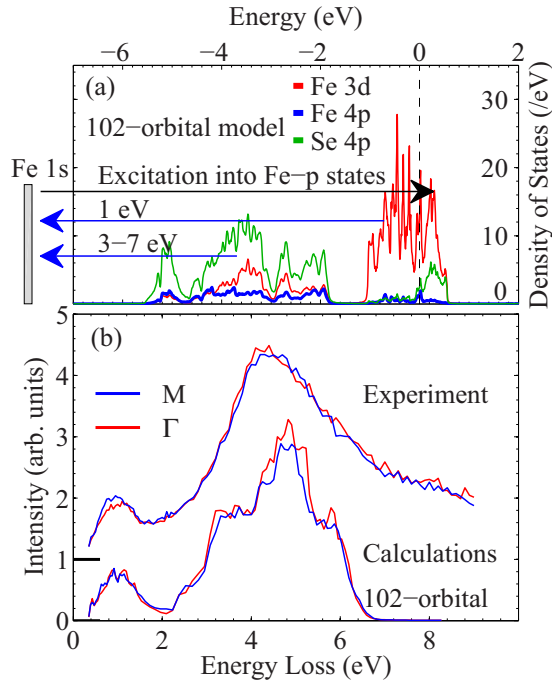 Energy (eV)
−6 −4 −2 0 2
(a)
Fe 3d
Fe 4p
Se 4p
102−orbital model
Fe 1s
Excitation into Fe−p states
1 eV
3−7 eV
30
20
10
0
Density of States (/eV)
(b)
M
Γ
Experiment
Calculations
102−orbital
5
4
3
2
1
0
Intensity (arb. units)
0 2 4 6 8
Energy Loss (eV)